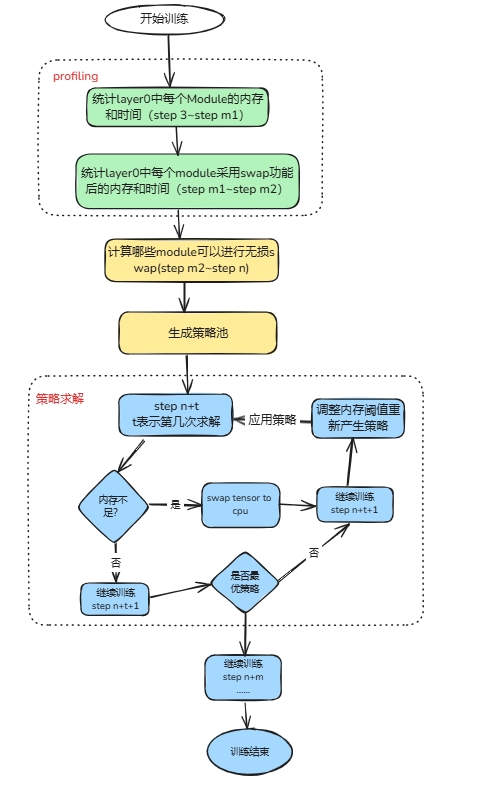 开始训练
profiling
统计layer0中每个Module的内存
和时间（step 3~step m1）
统计layer0中每个module采用swap功能
后的内存和时间（step m1~step m2）
计算哪些module可以进行无损s
wap(step m2~step n)
生成策略池
策略求解
step n+t
t表示第几次求解
应用策略
调整内存阈值重
新产生策略
内存不
足?
是
swap tensor to
cpu
继续训练
step n+t+1
否
继续训练
step n+t+1
是否最
优策略
否
继续训练
step n+m
......
训练结束